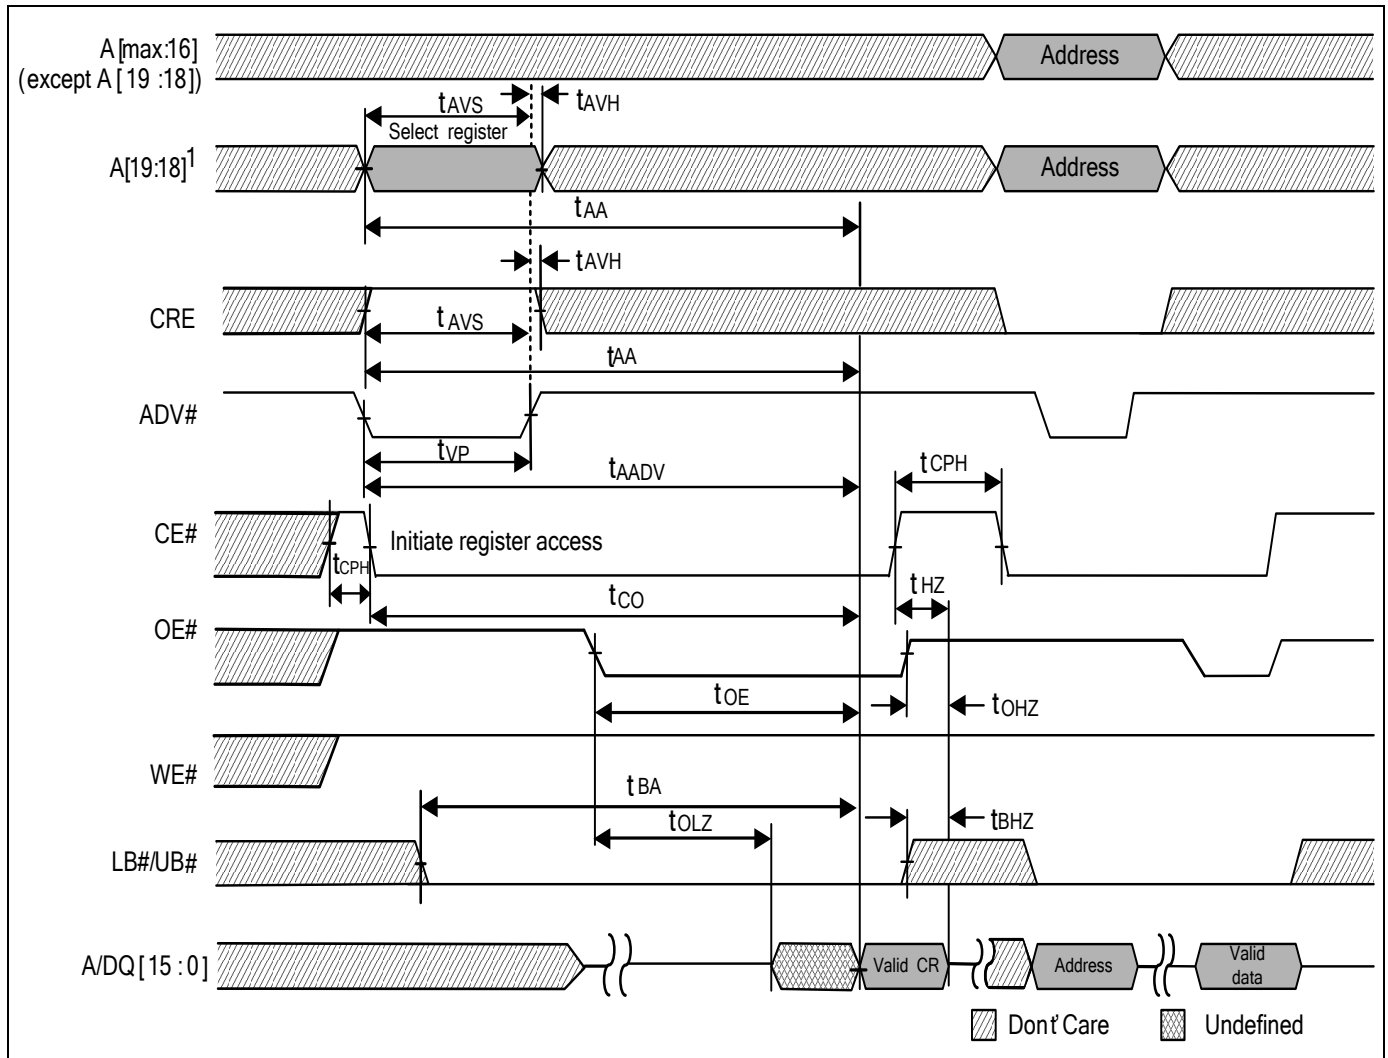 A[max:16]
(except A[19:18])
Address
tAVS
tAVH
Select register
A[19:18]1
Address
tAA
tAVH
CRE
tAVS
tAA
ADV#
tVP
tAADV
tCPH
CE#
Initiate register access
tCPH
tHZ
tCO
OE#
tOE
tOHZ
WE#
tBA
tOLZ
tBHZ
LB#/UB#
A/DQ[15:0]
Valid CR
Address
Valid
data
Don't Care
Undefined